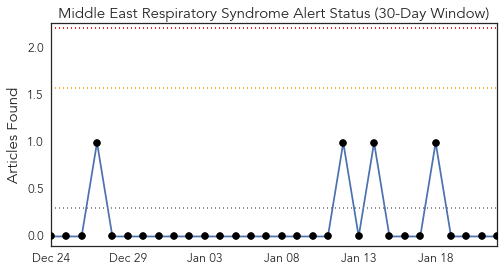 Middle East Respiratory Syndrome Alert Status (30-Day Window)
Articles Found
2.0
1.5
1.0
0.5
0.0
Dec 24 Dec 29 Jan 03 Jan 08 Jan 13 Jan 18